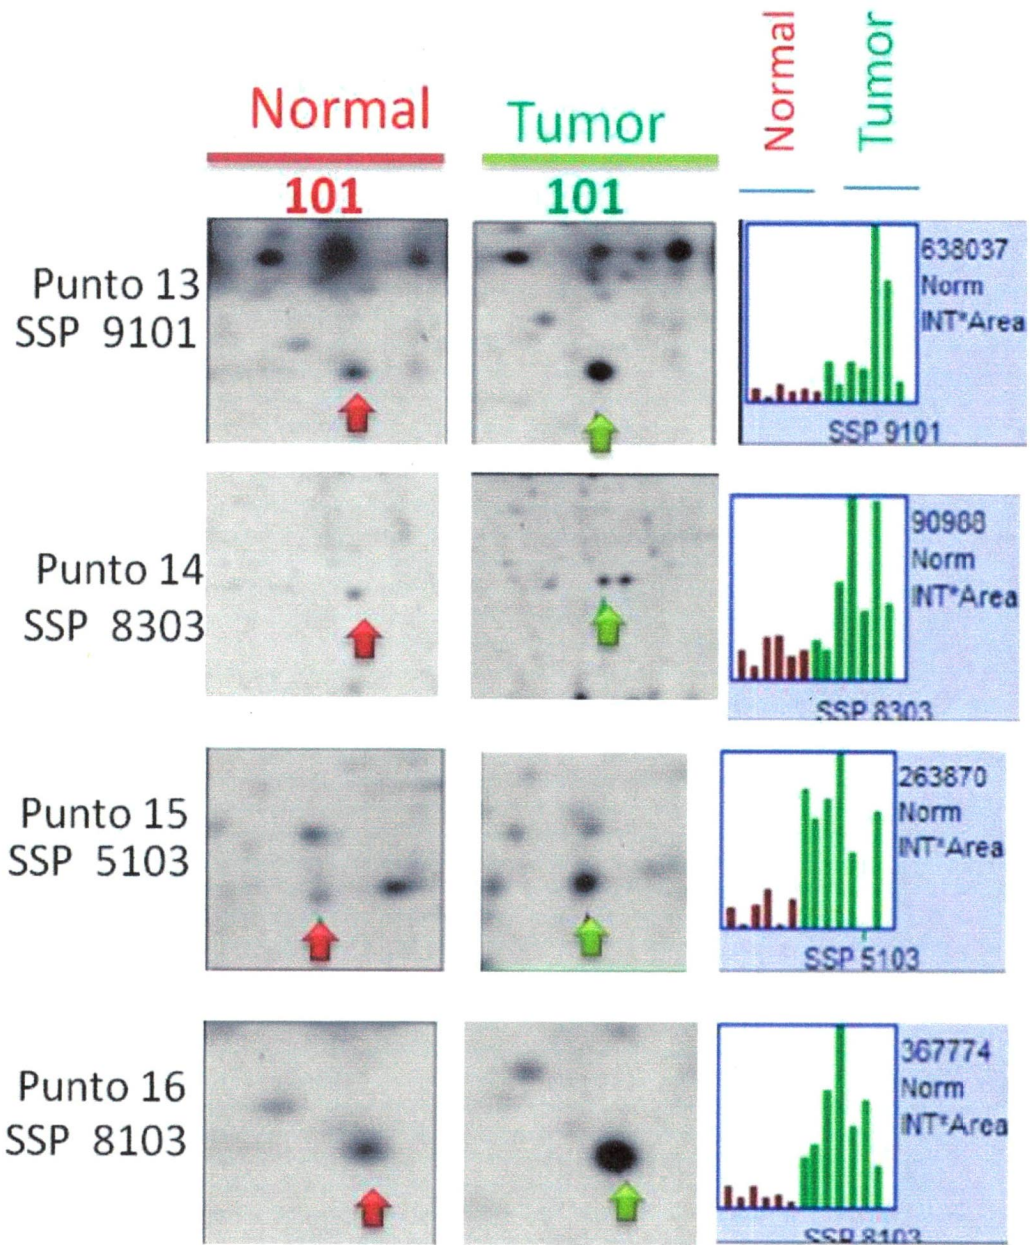 Normal
Tumor
Normal
Tumor
101
101
Punto 13
SSP 9101
638037
Norm
INT*Area
SSP 9101
Punto 14
SSP 8303
90988
Norm
INT*Area
SSP 8303
Punto 15
SSP 5103
263870
Norm
INT*Area
SSP 5103
Punto 16
SSP 8103
367774
Norm
INT*Area
SSP 8103